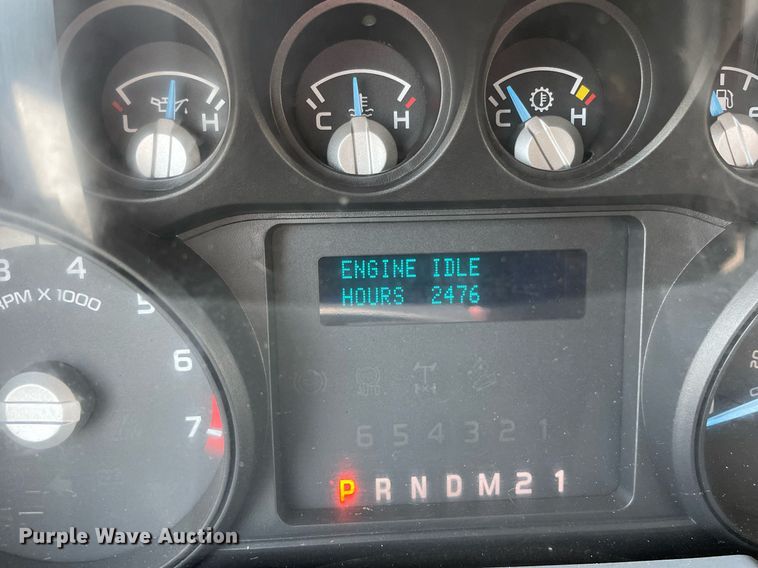 L H
C H
C H
ENGINE IDLE
HOURS 2476
3 4 5 6 7
RPM X 1000
6 5 4 3 2 1
P R N D M 2 1
Purple Wave Auction